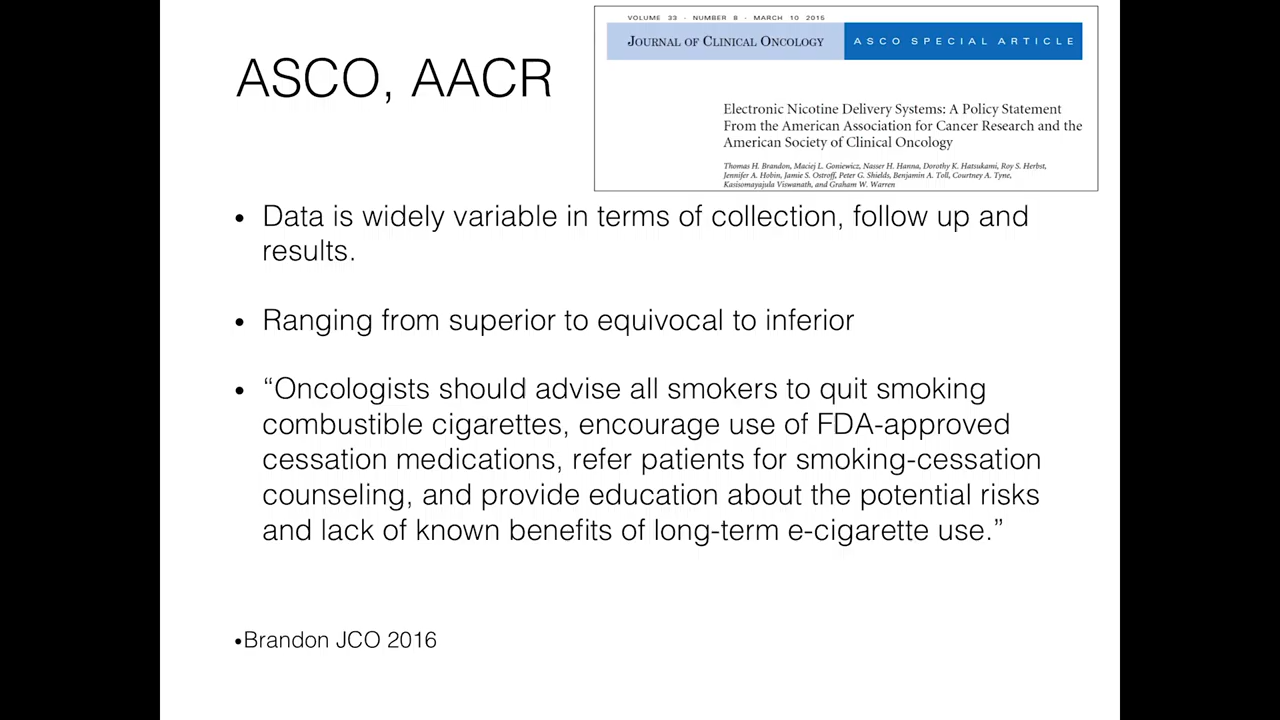 VOLUME 33 · NUMBER 8 · MARCH 10 2015
JOURNAL OF CLINICAL ONCOLOGY
ASCO SPECIAL ARTICLE
ASCO, AACR
Electronic Nicotine Delivery Systems: A Policy Statement
From the American Association for Cancer Research and the
American Society of Clinical Oncology
Thomas H. Brandon, Maciej L. Goniewicz, Nasser H. Hanna, Dorothy K. Hatsukami, Roy S. Herbst,
Jennifer A. Hobin, Jamie S. Ostroff, Peter G. Shields, Benjamin A. Toll, Courtney A. Tyne,
Kasisomayajula Viswanath, and Graham W. Warren
• Data is widely variable in terms of collection, follow up and
results.
• Ranging from superior to equivocal to inferior
• “Oncologists should advise all smokers to quit smoking
combustible cigarettes, encourage use of FDA-approved
cessation medications, refer patients for smoking-cessation
counseling, and provide education about the potential risks
and lack of known benefits of long-term e-cigarette use.”
•Brandon JCO 2016